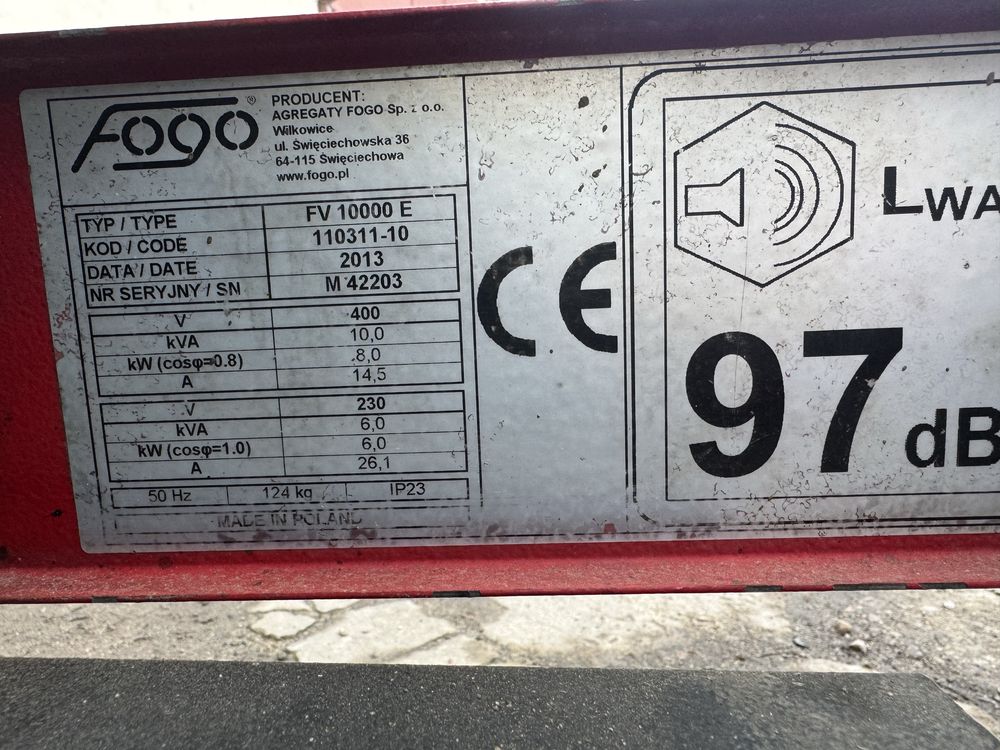 FOGO®
PRODUCENT:
AGREGATY FOGO Sp. z o.o.
Wilkowice
ul. Święciechowska 36
64-115 Święciechowa
www.fogo.pl
TYP / TYPE FV 10000 E
KOD / CODE 110311-10
DATA / DATE 2013
NR SERYJNY / SN M 42203
V 400
kVA 10,0
kW (cosφ=0.8) 8,0
A 14,5
V 230
kVA 6,0
kW (cosφ=1.0) 6,0
A 26,1
50 Hz 124 kg IP23
MADE IN POLAND
CE
LWA
97
dB